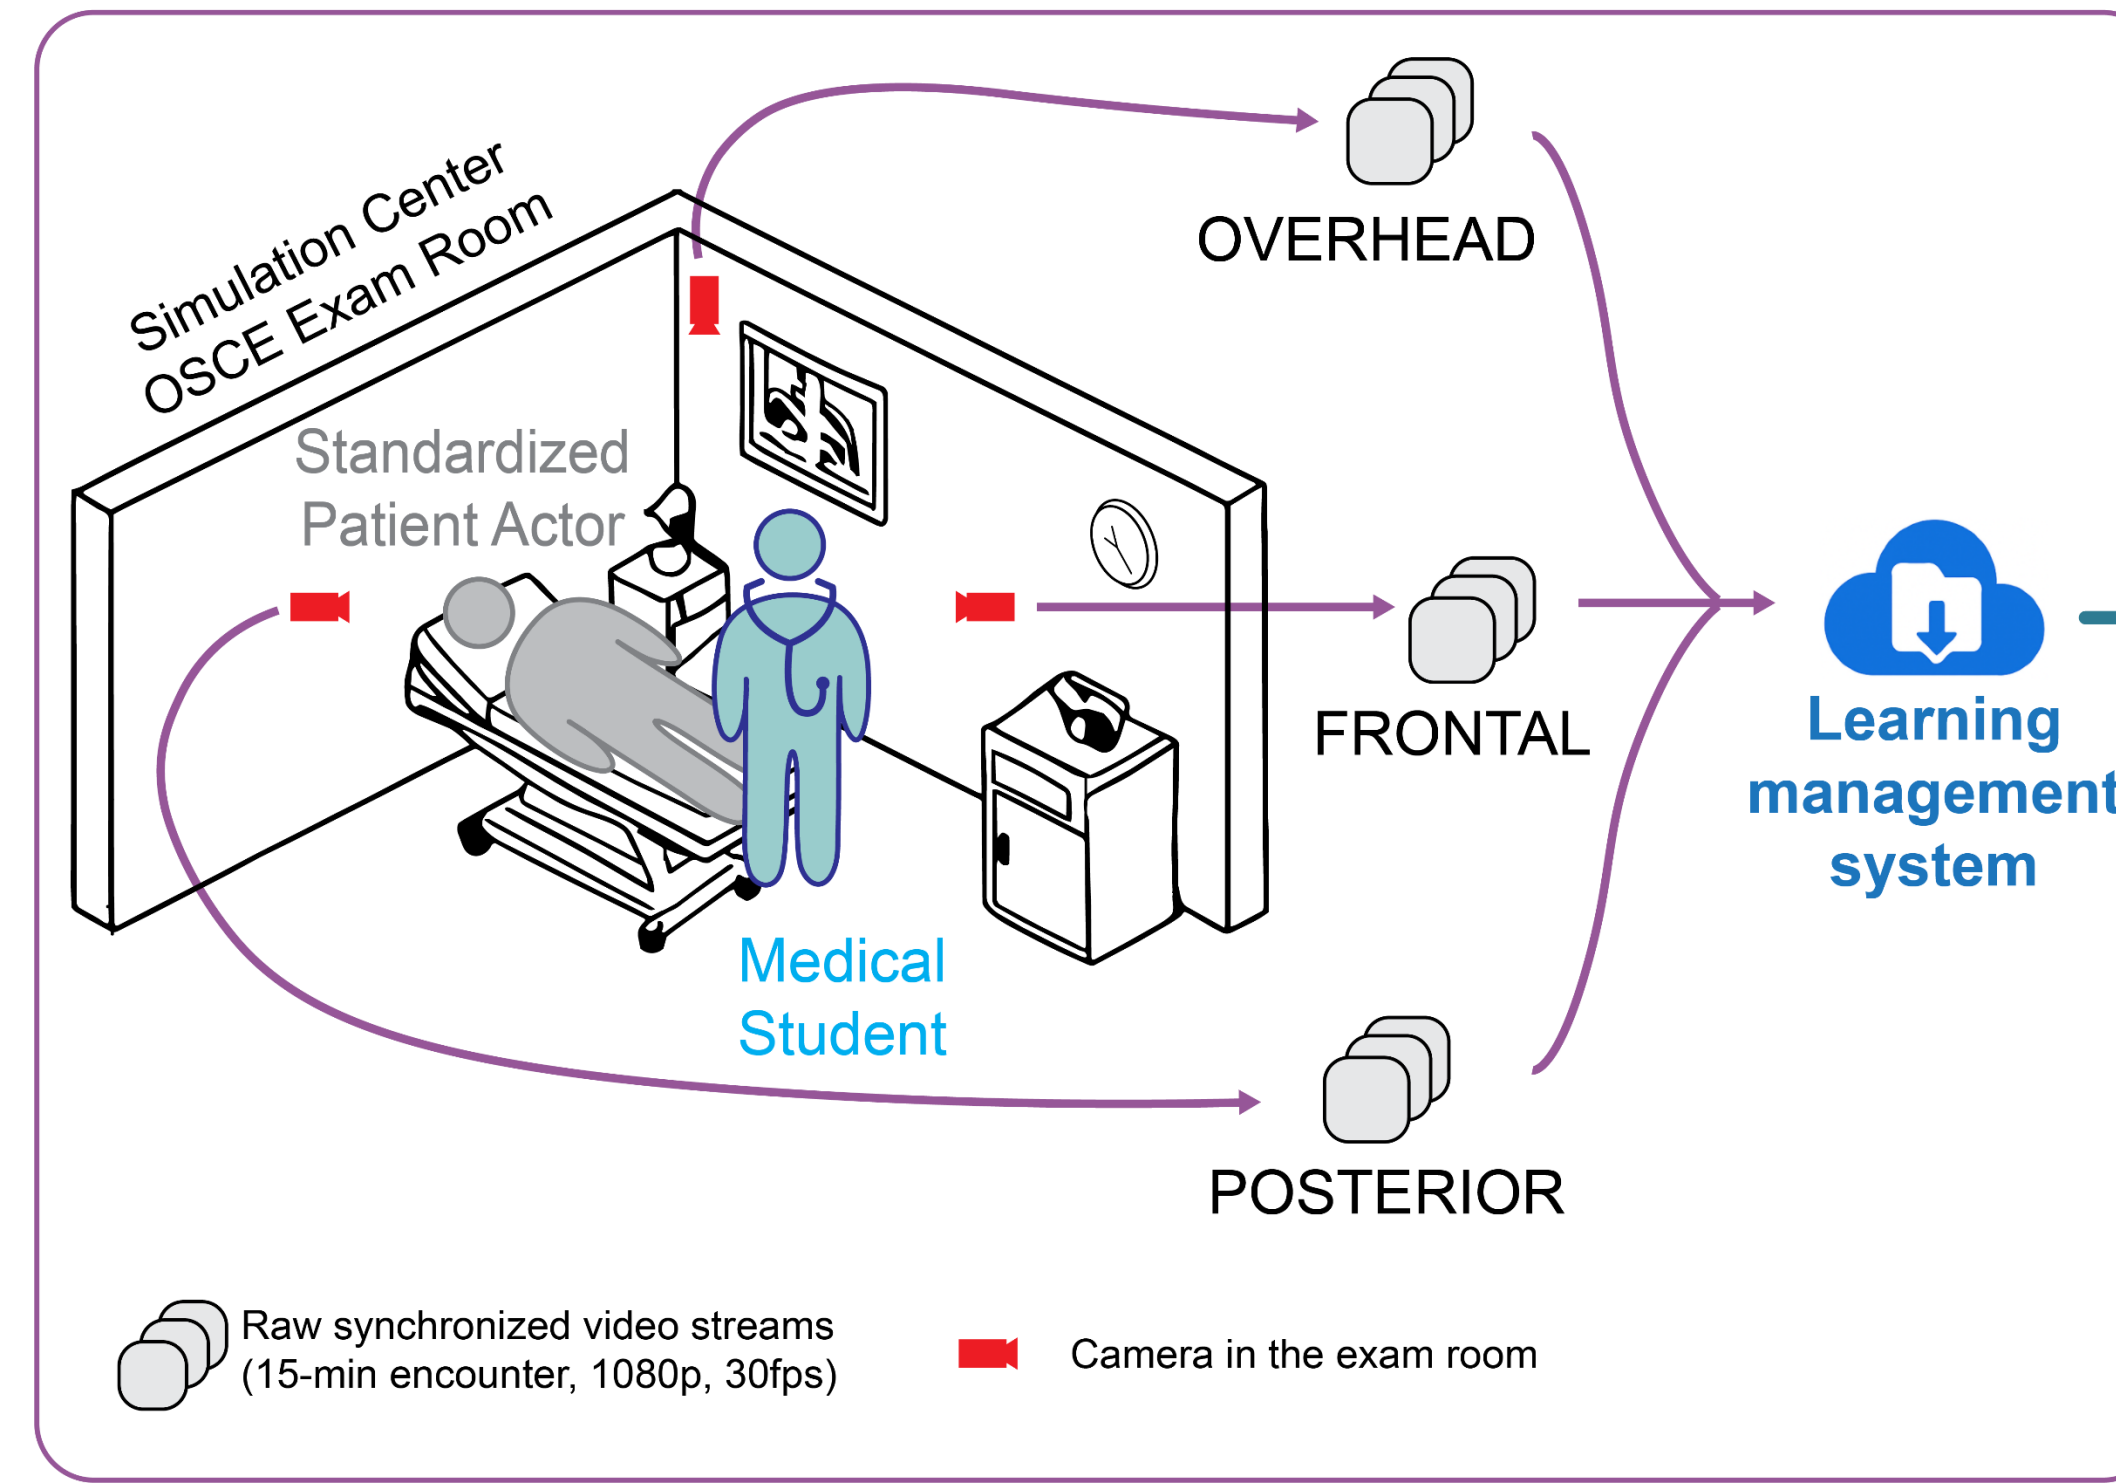 Simulation Center
OSCE Exam Room
Standardized
Patient Actor
Medical
Student
OVERHEAD
FRONTAL
POSTERIOR
Learning
management
system
Raw synchronized video streams
(15-min encounter, 1080p, 30fps)
Camera in the exam room